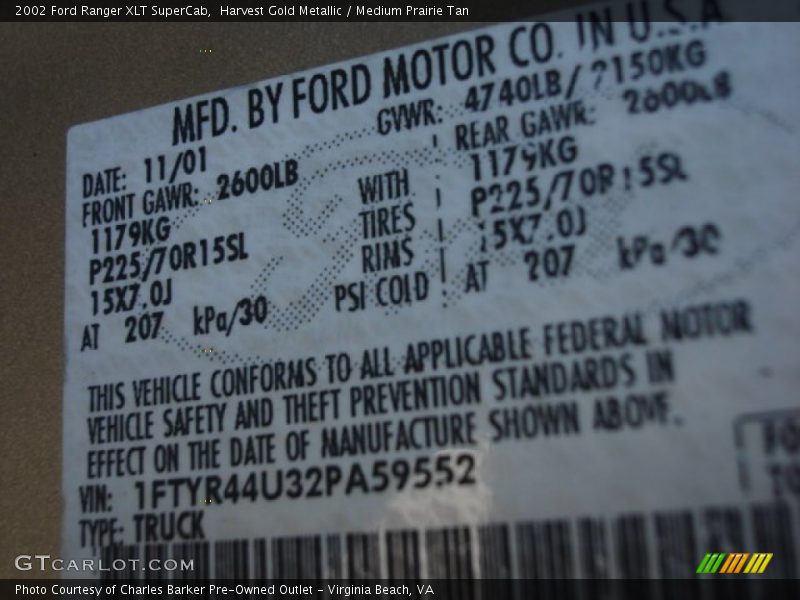 2002 Ford Ranger XLT SuperCab,  Harvest Gold Metallic / Medium Prairie Tan
MFD. BY FORD MOTOR CO. IN U.S.A
DATE: 11/01 GVWR: 4740LB/ 2150KG
FRONT GAWR: 2600LB REAR GAWR: 2600LB
1179KG WITH 1179KG
P225/70R15SL TIRES P225/70R15SL
15X7.0J RIMS 15X7.0J
AT 207 kPa/30 PSI COLD AT 207 kPa/30
THIS VEHICLE CONFORMS TO ALL APPLICABLE FEDERAL MOTOR
VEHICLE SAFETY AND THEFT PREVENTION STANDARDS IN
EFFECT ON THE DATE OF MANUFACTURE SHOWN ABOVE.
VIN: 1FTYR44U32PA59552
TYPE: TRUCK
GTCARLOT.COM
Photo Courtesy of Charles Barker Pre-Owned Outlet - Virginia Beach, VA